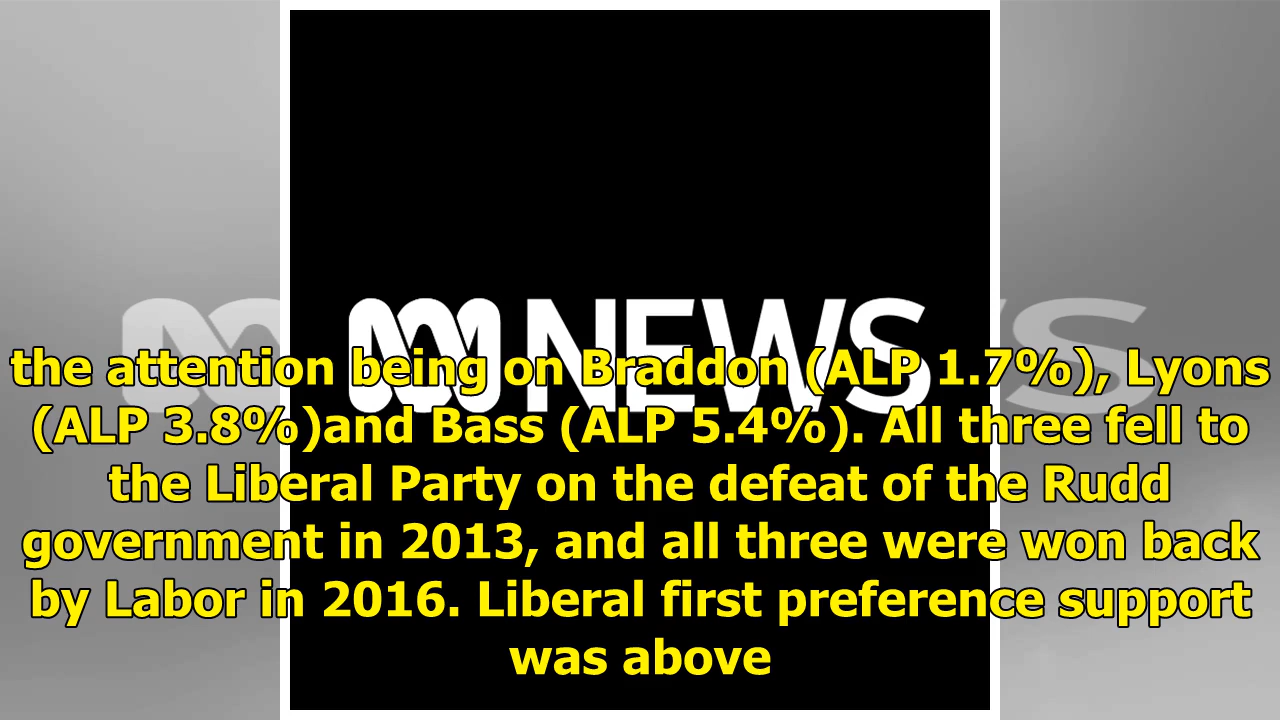 NEWS
the attention being on Braddon (ALP 1.7%), Lyons
(ALP 3.8%)and Bass (ALP 5.4%). All three fell to
the Liberal Party on the defeat of the Rudd
government in 2013, and all three were won back
by Labor in 2016. Liberal first preference support
was above